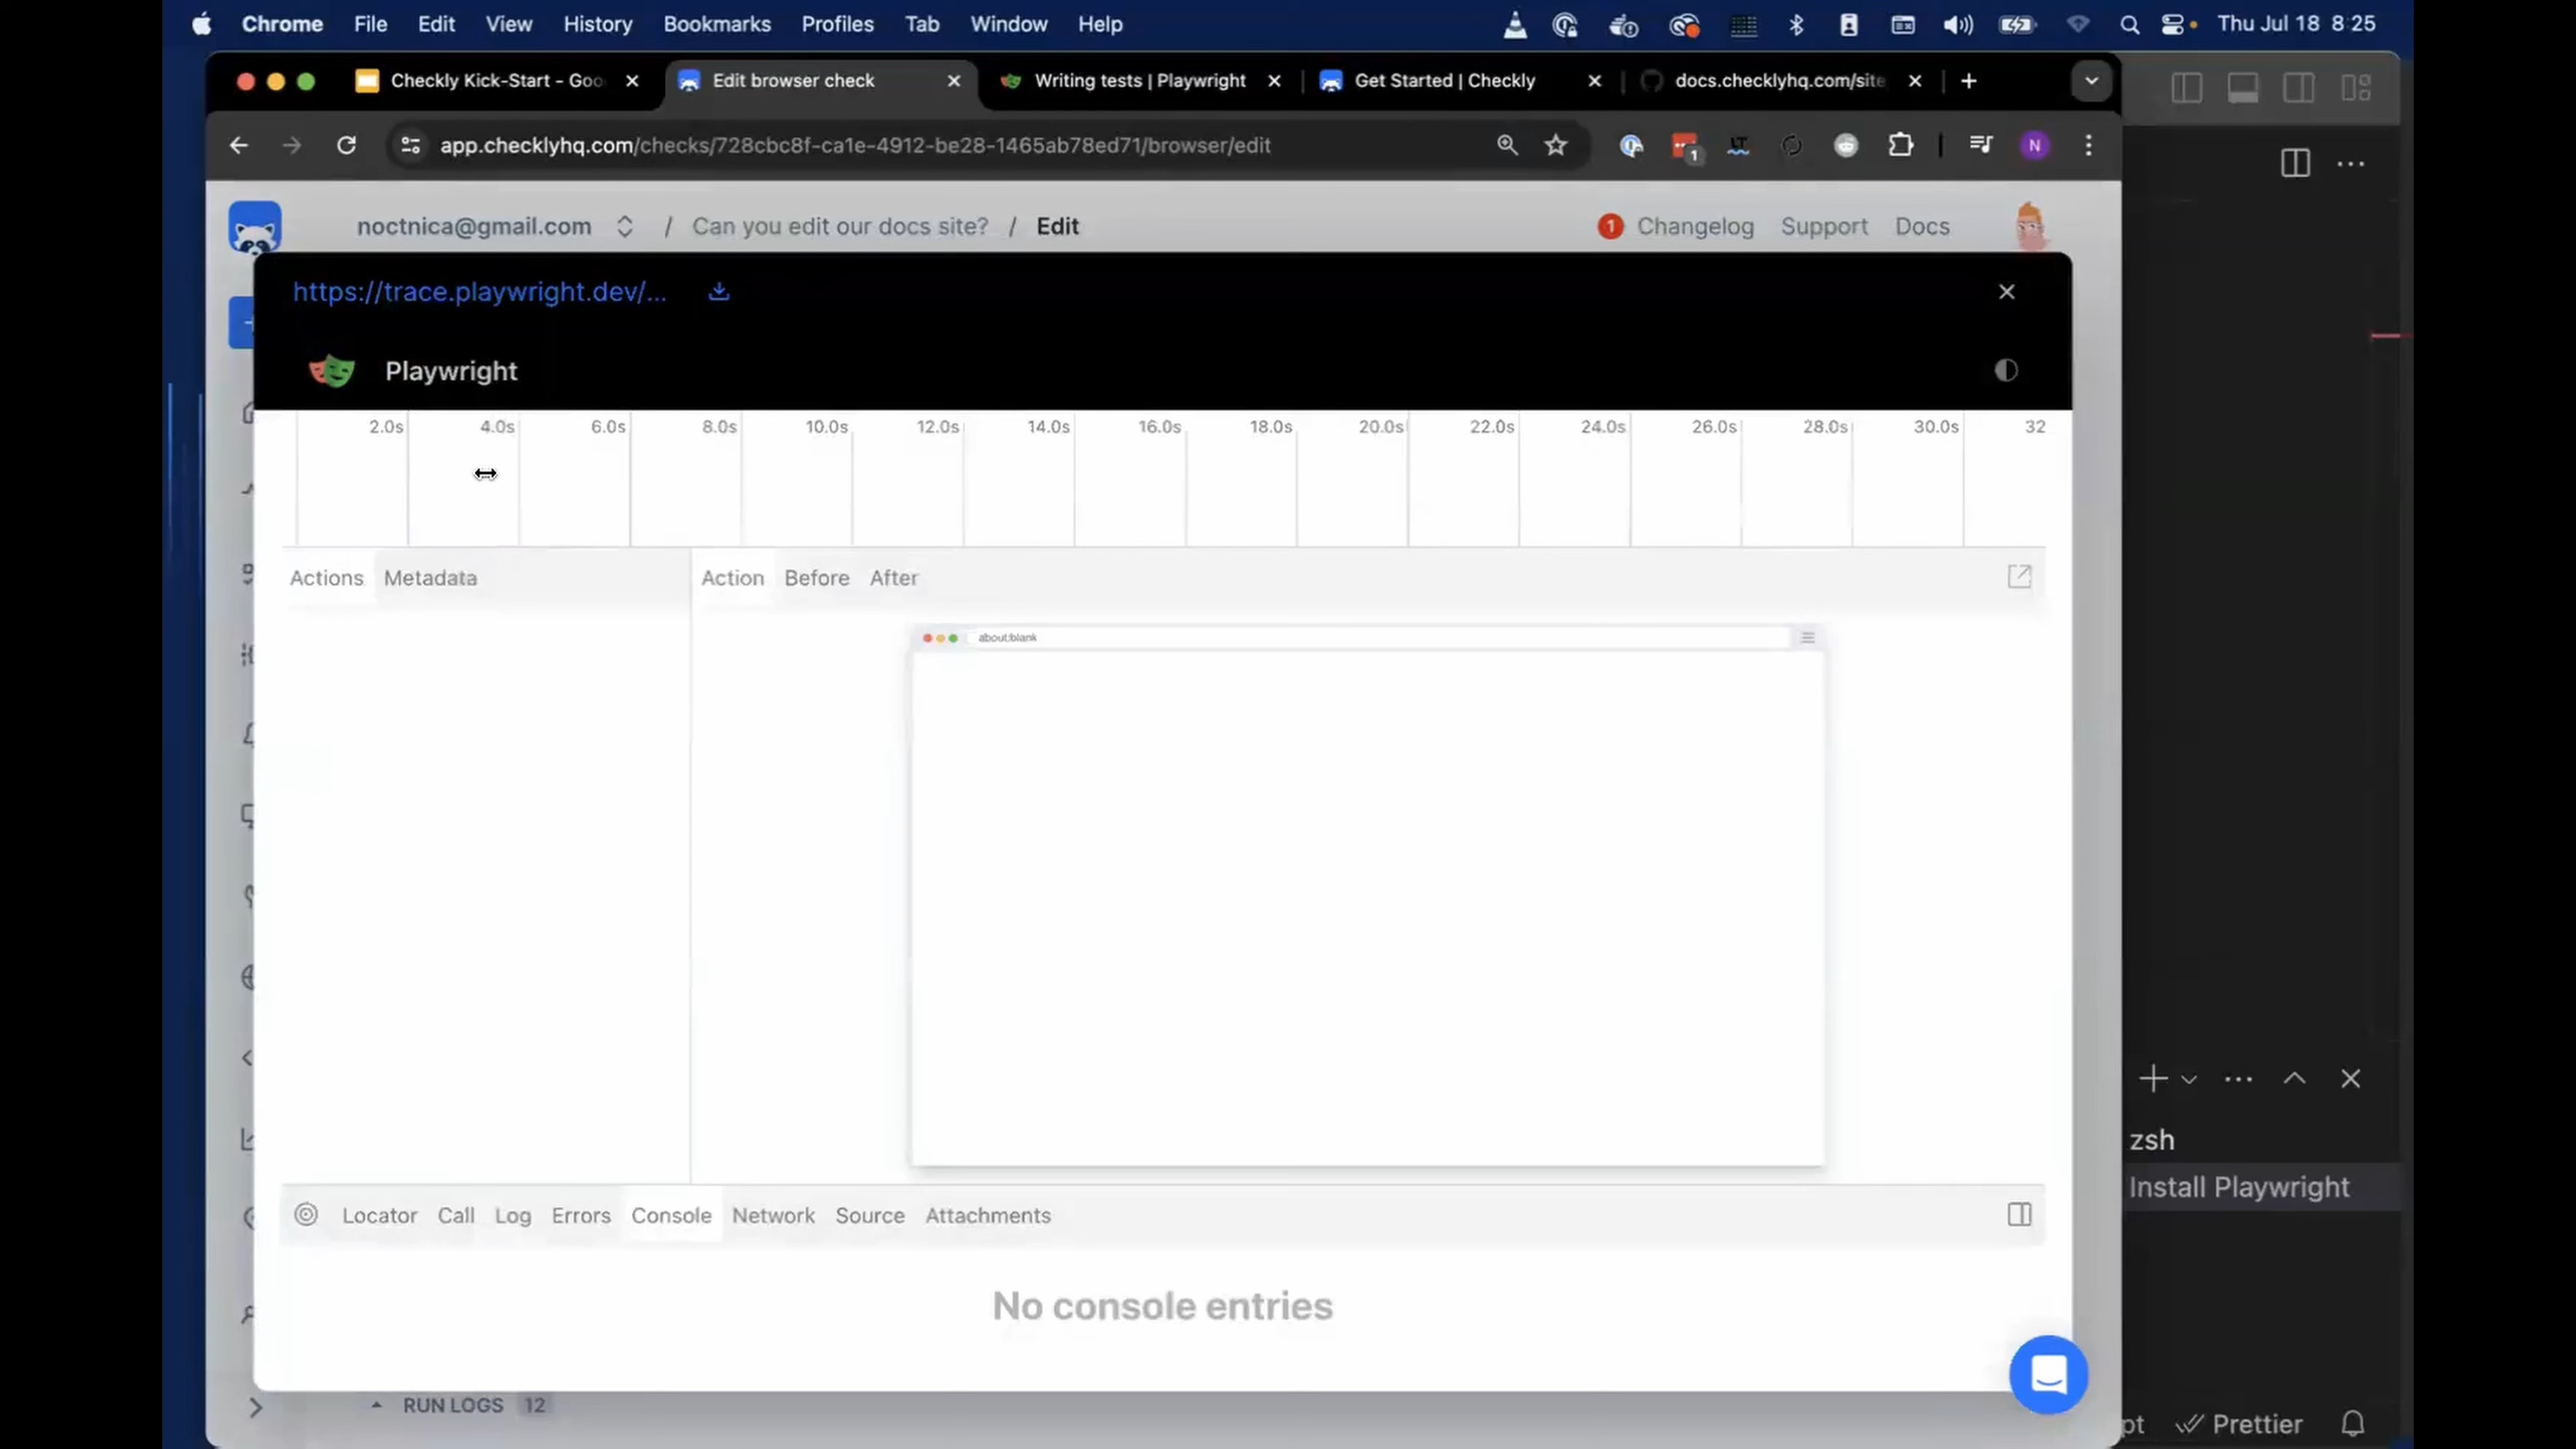 Chrome File Edit View History Bookmarks Profiles Tab Window Help Thu Jul 18 8:25
Checkly Kick-Start - Goo Edit browser check Writing tests | Playwright Get Started | Checkly docs.checklyhq.com/site
app.checklyhq.com/checks/728cbc8f-ca1e-4912-be28-1465ab78ed71/browser/edit 1 N
noctnica@gmail.com / Can you edit our docs site? / Edit 1 Changelog Support Docs
https://trace.playwright.dev/...
Playwright
2.0s 4.0s 6.0s 8.0s 10.0s 12.0s 14.0s 16.0s 18.0s 20.0s 22.0s 24.0s 26.0s 28.0s 30.0s 32
Actions Metadata Action Before After
about:blank
zsh
Install Playwright
Locator Call Log Errors Console Network Source Attachments
No console entries
RUN LOGS 12
pt Prettier